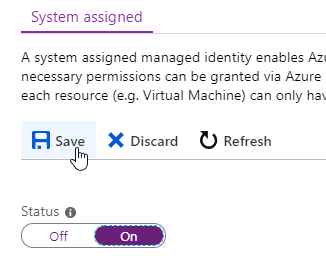 System assigned
A system assigned managed identity enables Azu
necessary permissions can be granted via Azure
each resource (e.g. Virtual Machine) can only hav
Save Discard Refresh
Status
Off On